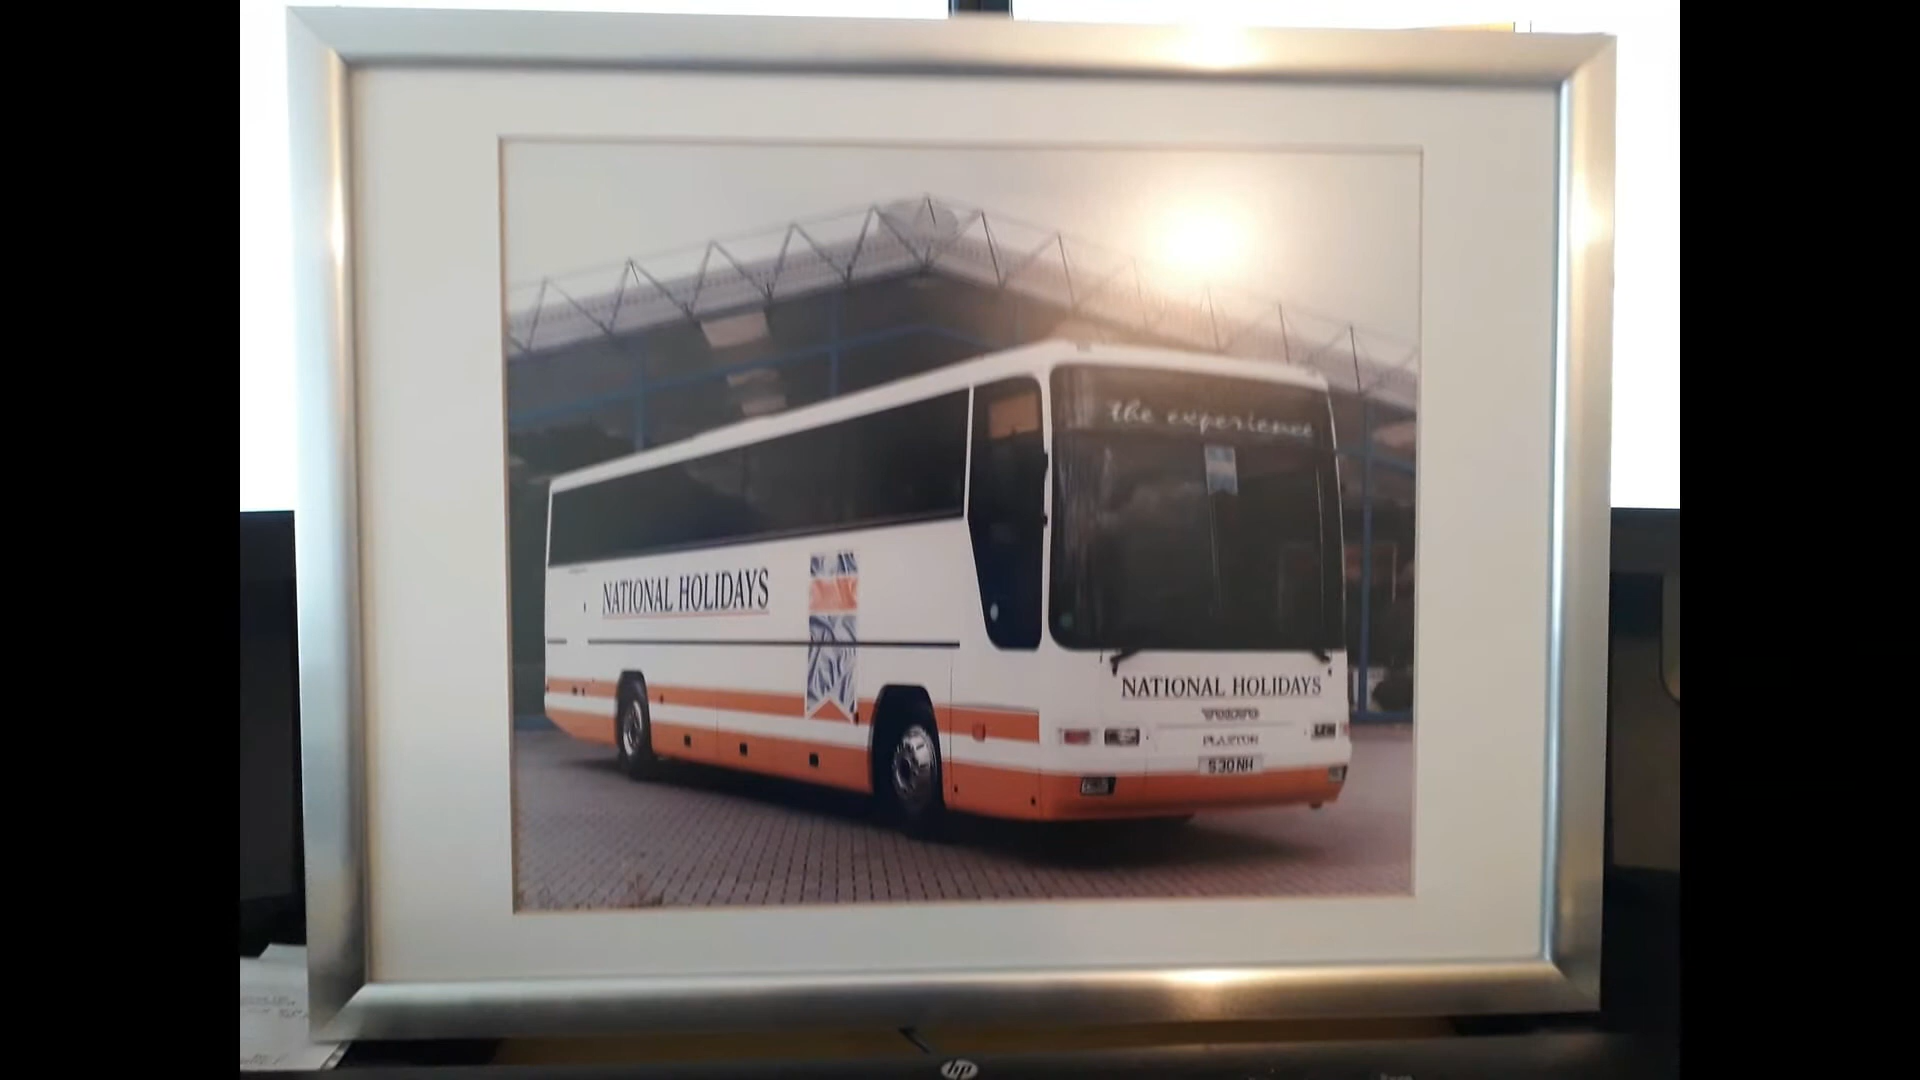 the experience
NATIONAL HOLIDAYS
NATIONAL HOLIDAYS
VOLVO
PLAXTON
S30 NH
hp